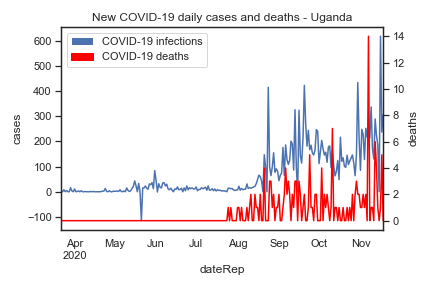 New COVID-19 daily cases and deaths - Uganda
COVID-19 infections
COVID-19 deaths
600
500
400
300
200
100
0
−100
cases
14
12
10
8
6
4
2
0
deaths
Apr
2020
May
Jun
Jul
Aug
Sep
Oct
Nov
dateRep